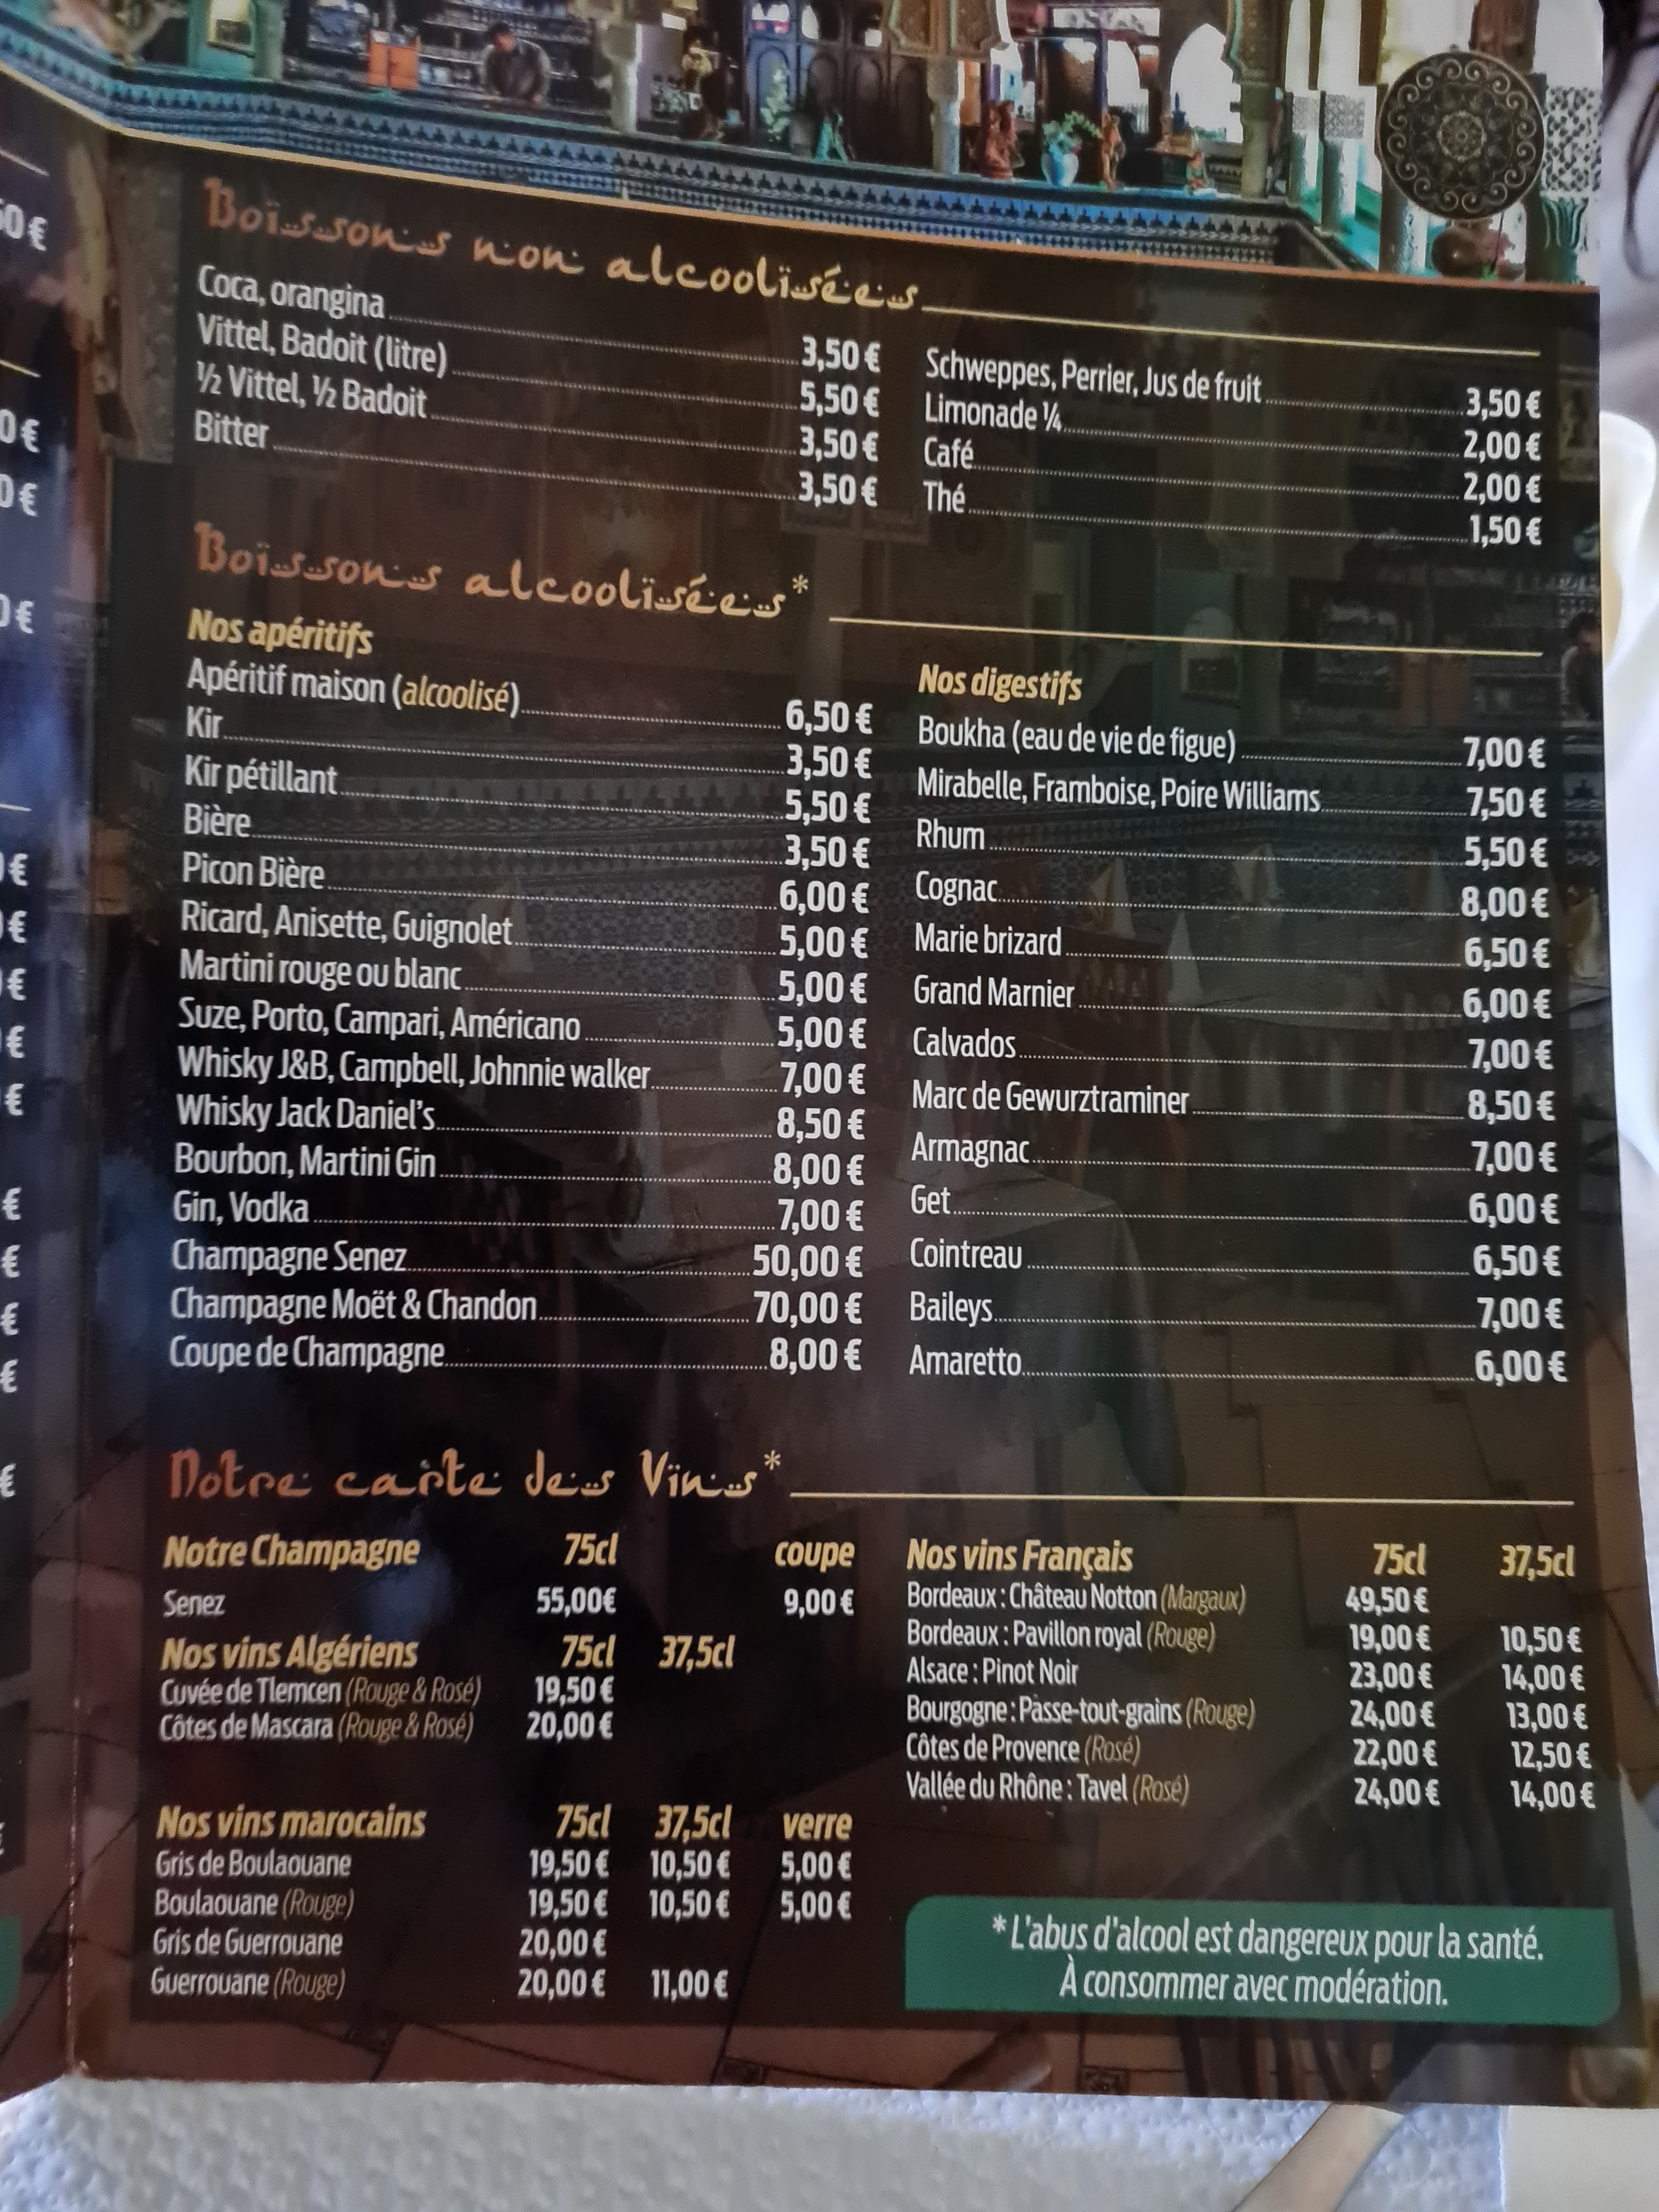 Boissons non alcoolisées
Coca, orangina 3,50 €
Vittel, Badoit (litre) 5,50 €
½ Vittel, ½ Badoit 3,50 €
Bitter 3,50 €
Schweppes, Perrier, Jus de fruit 3,50 €
Limonade ¼ 2,00 €
Café 2,00 €
Thé 1,50 €
Boissons alcoolisées*
Nos apéritifs
Apéritif maison (alcoolisé) 6,50 €
Kir 3,50 €
Kir pétillant 5,50 €
Bière 3,50 €
Picon Bière 6,00 €
Ricard, Anisette, Guignolet 5,00 €
Martini rouge ou blanc 5,00 €
Suze, Porto, Campari, Américano 5,00 €
Whisky J&B, Campbell, Johnnie walker 7,00 €
Whisky Jack Daniel's 8,50 €
Bourbon, Martini Gin 8,00 €
Gin, Vodka 7,00 €
Champagne Senez 50,00 €
Champagne Moët & Chandon 70,00 €
Coupe de Champagne 8,00 €
Nos digestifs
Boukha (eau de vie de figue) 7,00 €
Mirabelle, Framboise, Poire Williams 7,50 €
Rhum 5,50 €
Cognac 8,00 €
Marie brizard 6,50 €
Grand Marnier 6,00 €
Calvados 7,00 €
Marc de Gewurztraminer 8,50 €
Armagnac 7,00 €
Get 6,00 €
Cointreau 6,50 €
Baileys 7,00 €
Amaretto 6,00 €
Notre carte des Vins*
Notre Champagne 75cl coupe
Senez 55,00€ 9,00 €
Nos vins Algériens 75cl 37,5cl
Cuvée de Tlemcen (Rouge & Rosé) 19,50 €
Côtes de Mascara (Rouge & Rosé) 20,00 €
Nos vins marocains 75cl 37,5cl verre
Gris de Boulaouane 19,50 € 10,50 € 5,00 €
Boulaouane (Rouge) 19,50 € 10,50 € 5,00 €
Gris de Guerrouane 20,00 €
Guerrouane (Rouge) 20,00 € 11,00 €
Nos vins Français 75cl 37,5cl
Bordeaux : Château Notton (Margaux) 49,50 €
Bordeaux : Pavillon royal (Rouge) 19,00 € 10,50 €
Alsace : Pinot Noir 23,00 € 14,00 €
Bourgogne : Passe-tout-grains (Rouge) 24,00 € 13,00 €
Côtes de Provence (Rosé) 22,00 € 12,50 €
Vallée du Rhône : Tavel (Rosé) 24,00 € 14,00 €
* L'abus d'alcool est dangereux pour la santé.
À consommer avec modération.